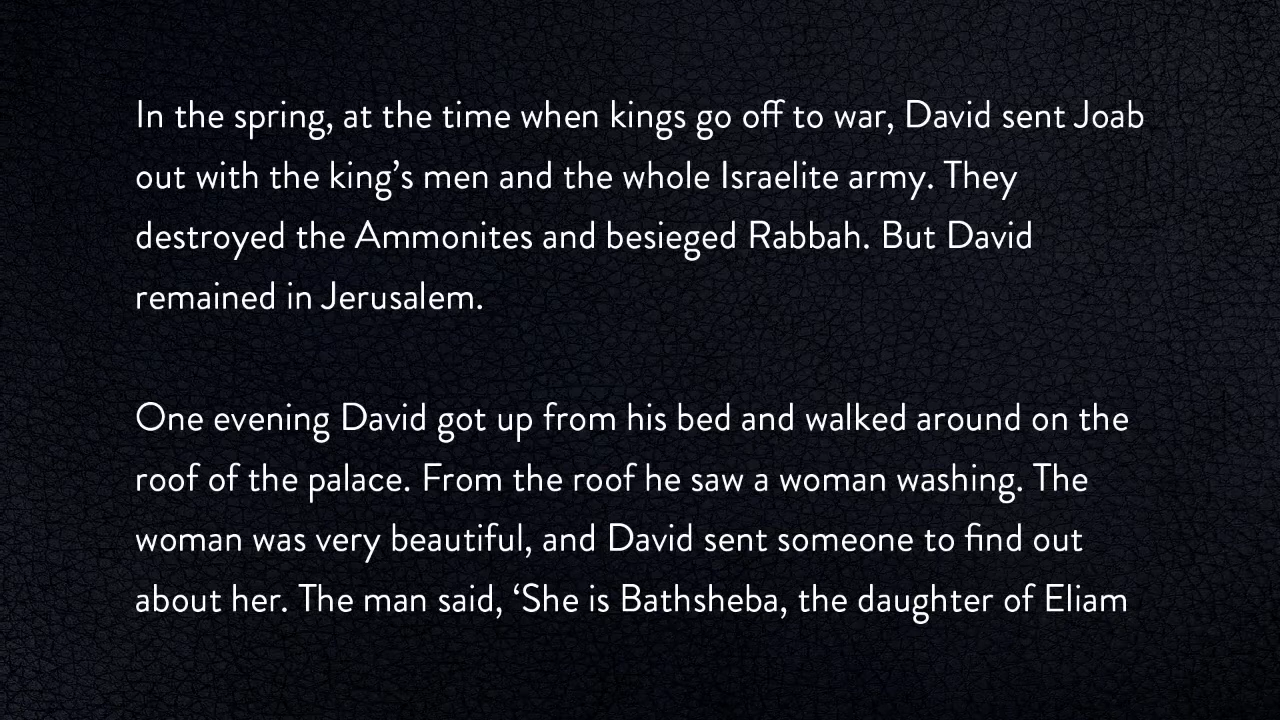 In the spring, at the time when kings go off to war, David sent Joab
out with the king’s men and the whole Israelite army. They
destroyed the Ammonites and besieged Rabbah. But David
remained in Jerusalem.
One evening David got up from his bed and walked around on the
roof of the palace. From the roof he saw a woman washing. The
woman was very beautiful, and David sent someone to find out
about her. The man said, ‘She is Bathsheba, the daughter of Eliam